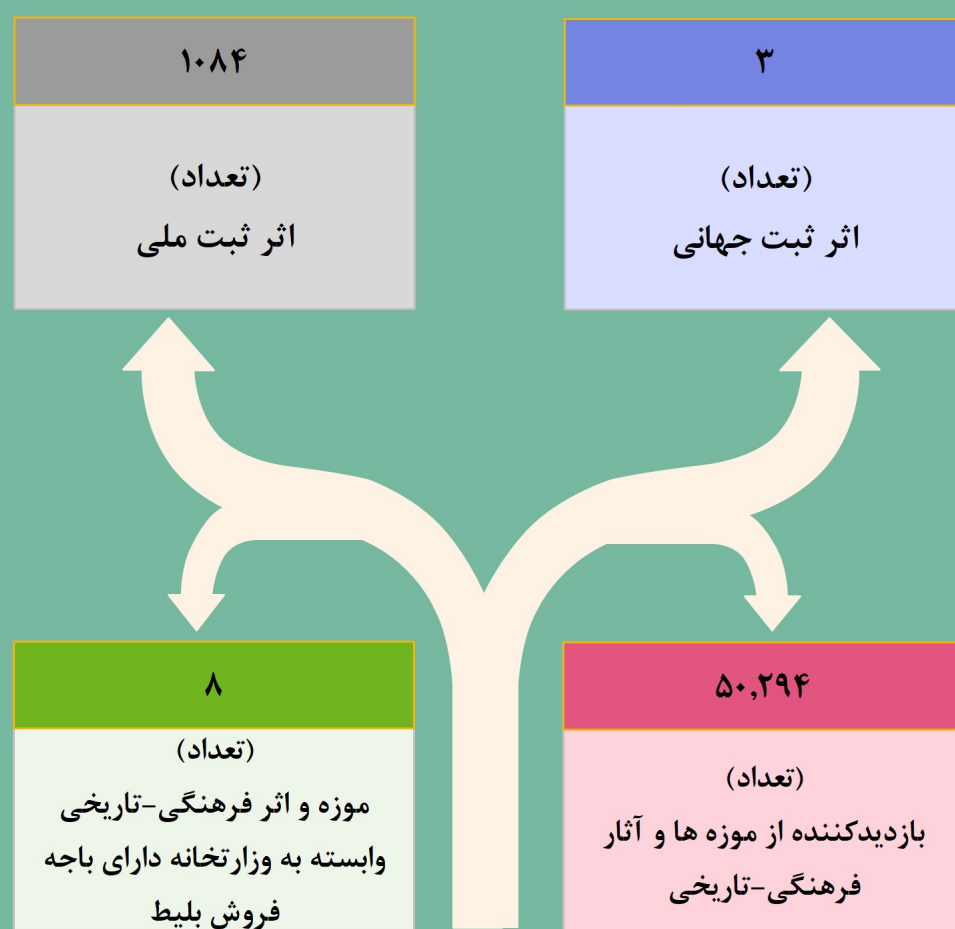 ۳
(تعداد)
اثر ثبت جهانی
۱۰۸۴
(تعداد)
اثر ثبت ملی
۵۰,۲۹۴
(تعداد)
بازدیدکننده از موزه ها و آثار
فرهنگی-تاریخی
۸
(تعداد)
موزه و اثر فرهنگی-تاریخی
وابسته به وزارتخانه دارای باجه
فروش بلیط